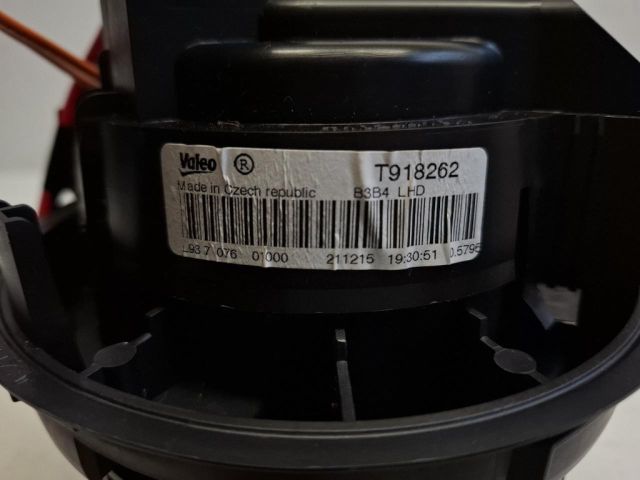 Valeo ® T918262
Made in Czech republic B3B4 LHD
L93 7 076 01000 211215 19:30:51 0.5795